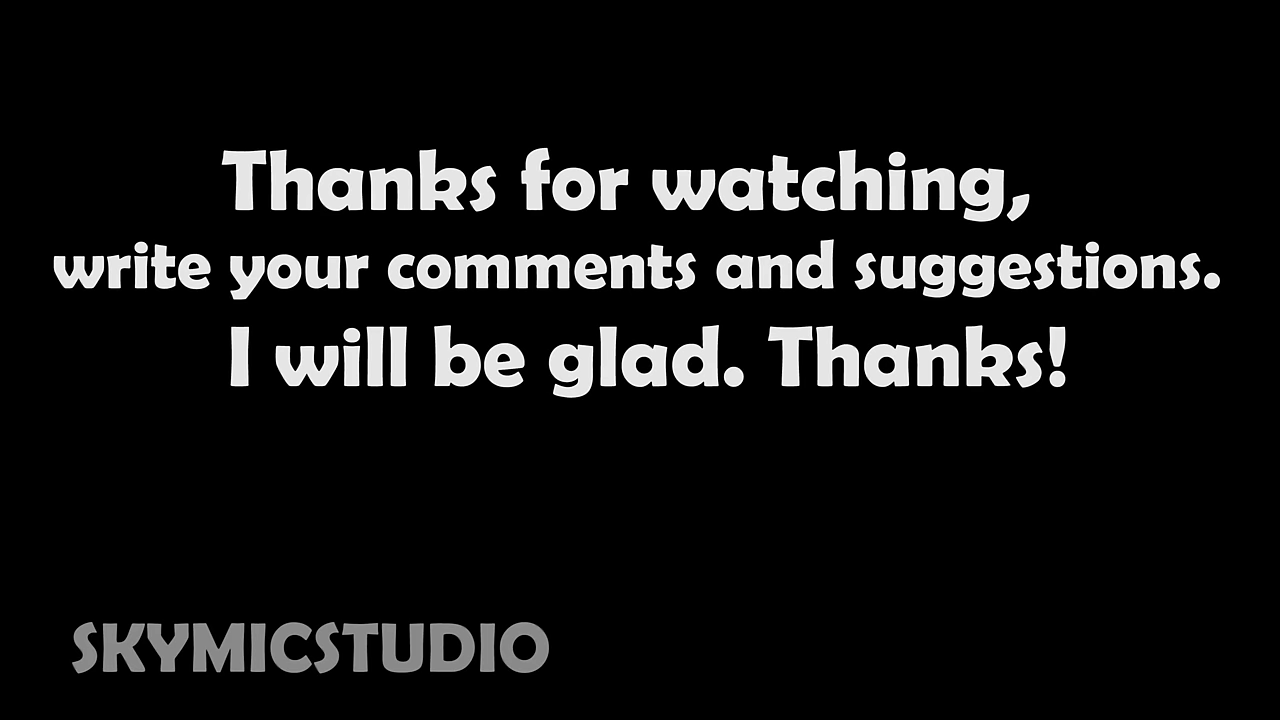 Thanks for watching,
write your comments and suggestions.
I will be glad. Thanks!
SKYMICSTUDIO